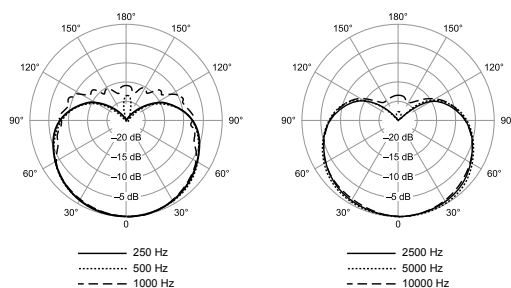 180°
150° 150°
120° 120°
90° 90°
60° 60°
30° 30°
0
–20 dB
–15 dB
–10 dB
–5 dB
250 Hz
500 Hz
1000 Hz
180°
150° 150°
120° 120°
90° 90°
60° 60°
30° 30°
0
–20 dB
–15 dB
–10 dB
–5 dB
2500 Hz
5000 Hz
10000 Hz